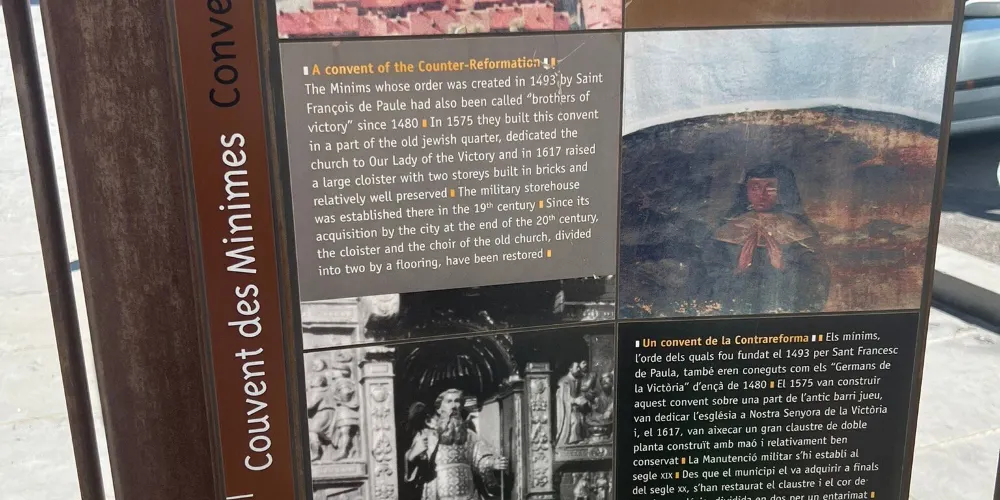 Couvent des Minimes Conve
A convent of the Counter-Reformation
The Minims whose order was created in 1493 by Saint
François de Paule had also been called “brothers of
victory” since 1480 In 1575 they built this convent
in a part of the old jewish quarter, dedicated the
church to Our Lady of the Victory and in 1617 raised
a large cloister with two storeys built in bricks and
relatively well preserved The military storehouse
was established there in the 19th century Since its
acquisition by the city at the end of the 20th century,
the cloister and the choir of the old church, divided
into two by a flooring, have been restored
Un convent de la Contrareforma Els mínims,
l’orde dels quals fou fundat el 1493 per Sant Francesc
de Paula, també eren coneguts com els “Germans de
la Victòria” d’ençà de 1480 El 1575 van construir
aquest convent sobre una part de l’antic barri jueu,
van dedicar l’església a Nostra Senyora de la Victòria
i, el 1617, van aixecar un gran claustre de doble
planta construït amb maó i relativament ben
conservat La Manutenció militar s’hi establí al
segle XIX Des que el municipi el va adquirir a finals
del segle XX, s’han restaurat el claustre i el cor de
dividida en dos per un entarimat